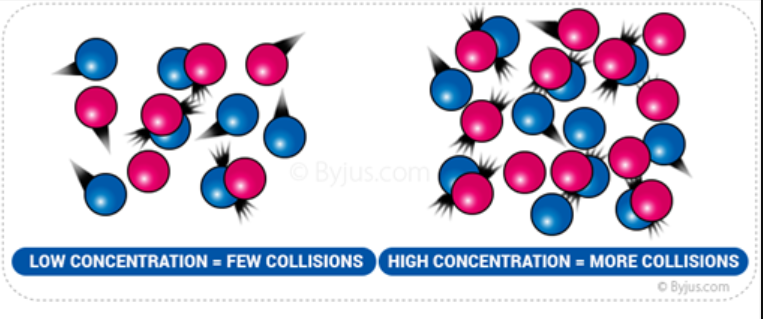 © Byjus.com
LOW CONCENTRATION = FEW COLLISIONS
HIGH CONCENTRATION = MORE COLLISIONS
© Byjus.com